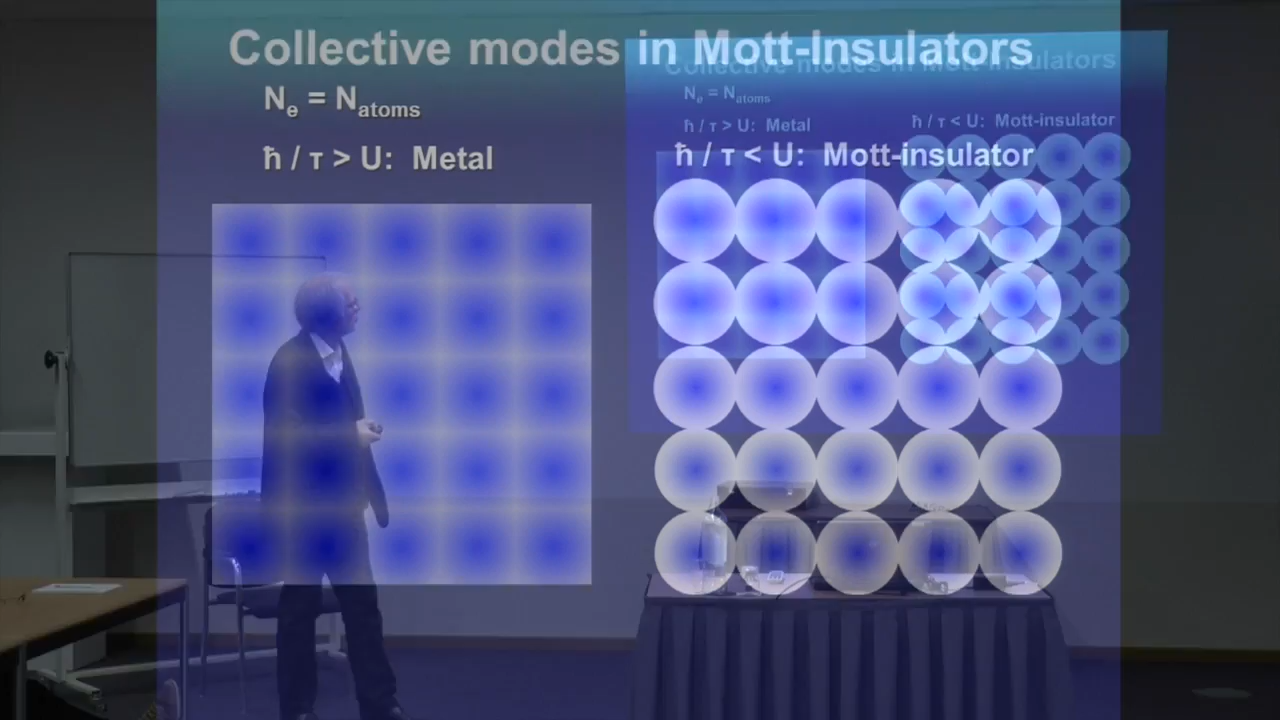 Collective modes in Mott-Insulators
Nₑ = Natoms
ħ / τ > U: Metal
ħ / τ < U: Mott-insulator
Collective modes in Mott-Insulators
Nₑ = Natoms
ħ / τ > U: Metal
ħ / τ < U: Mott-insulator